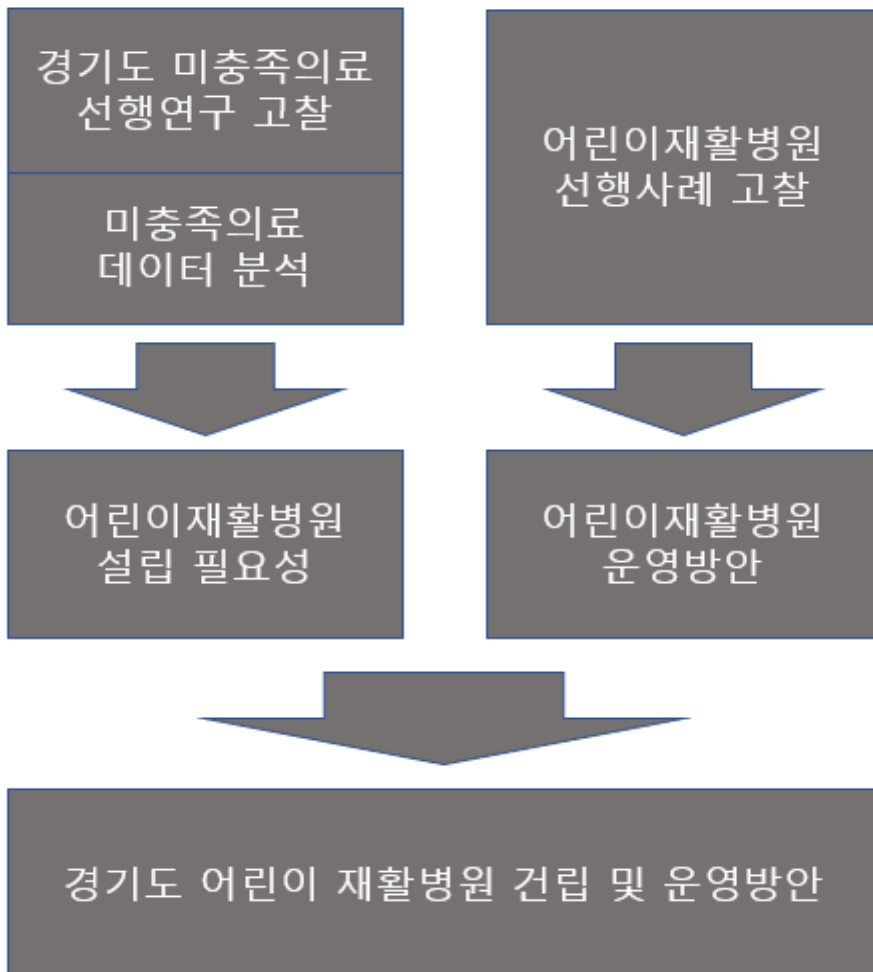 경기도 미충족의료
선행연구 고찰
미충족의료
데이터 분석
어린이재활병원
선행사례 고찰
어린이재활병원
설립 필요성
어린이재활병원
운영방안
경기도 어린이 재활병원 건립 및 운영방안